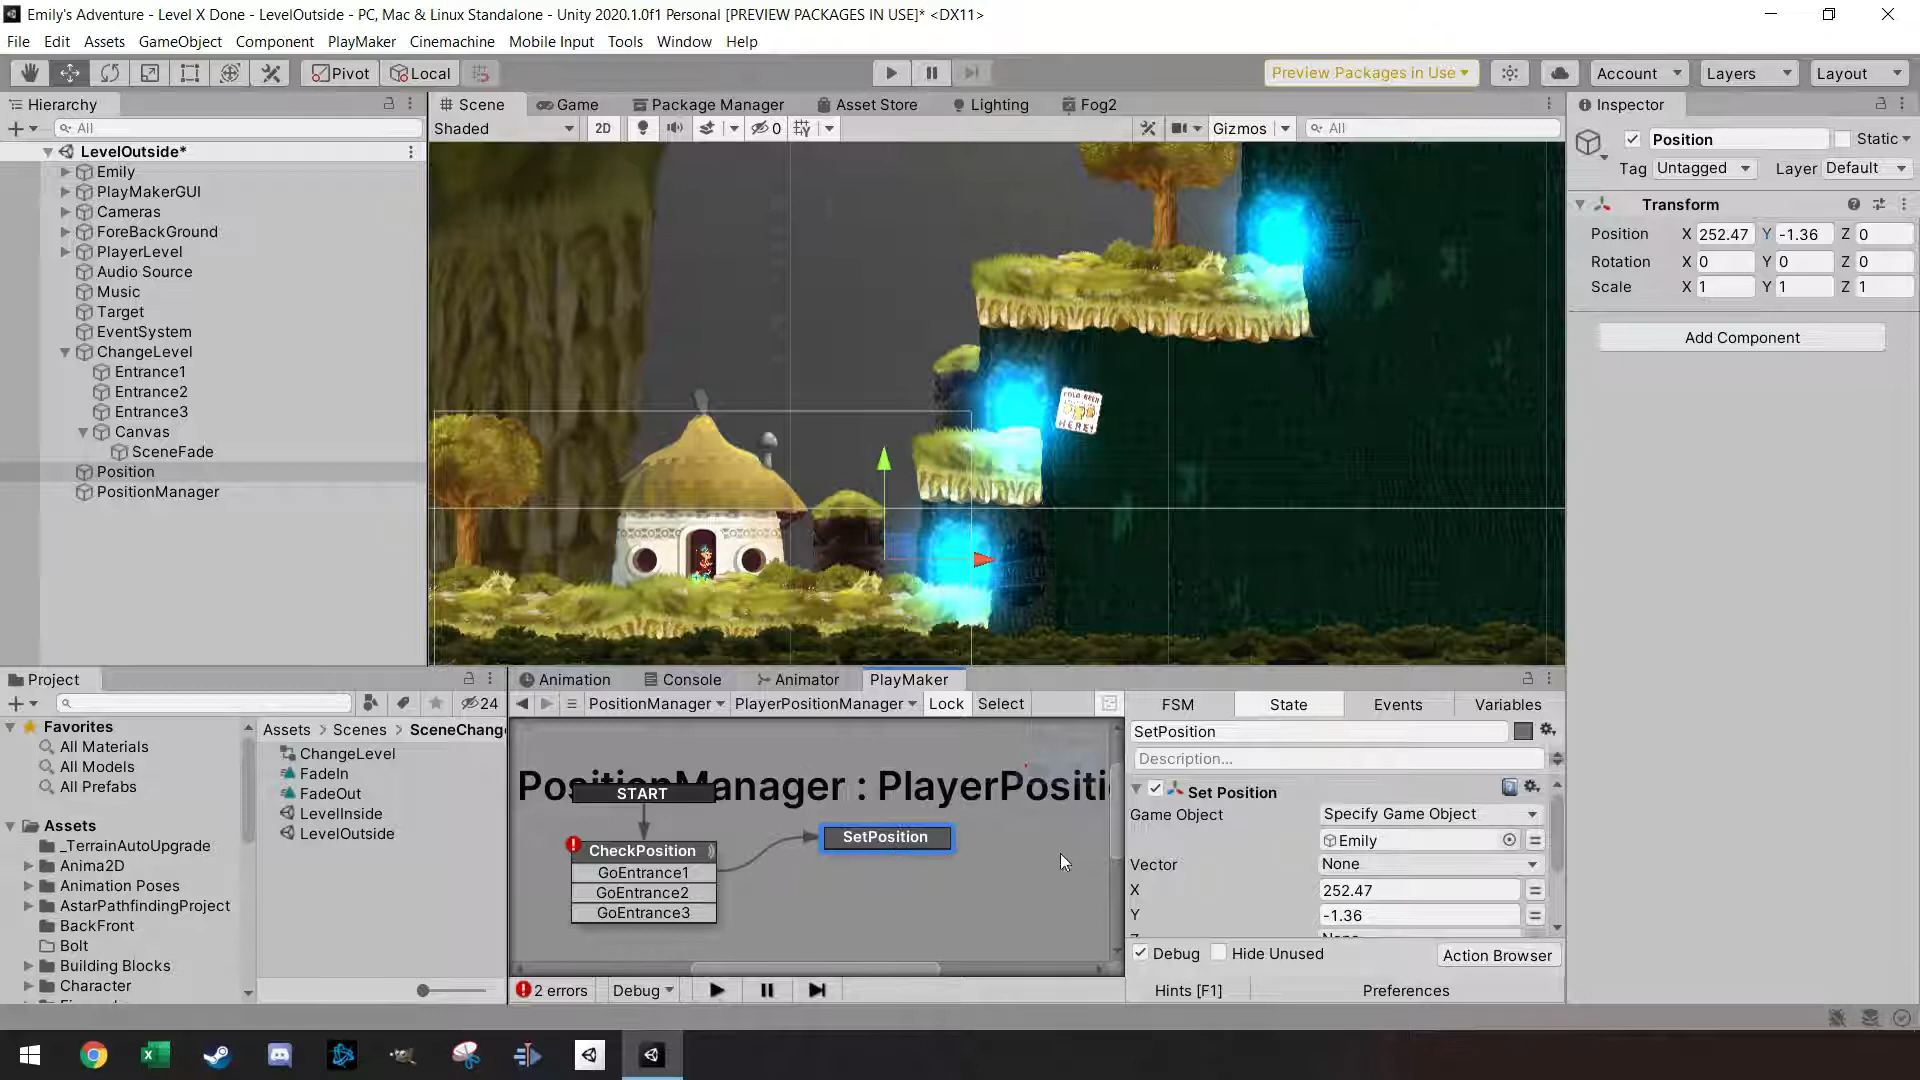 Emily's Adventure - Level X Done - LevelOutside - PC, Mac & Linux Standalone - Unity 2020.1.0f1 Personal [PREVIEW PACKAGES IN USE]* <DX11>
File Edit Assets GameObject Component PlayMaker Cinemachine Mobile Input Tools Window Help
Pivot Local Preview Packages in Use Account Layers Layout
Hierarchy
All
LevelOutside*
Emily
PlayMakerGUI
Cameras
ForeBackGround
PlayerLevel
Audio Source
Music
Target
EventSystem
ChangeLevel
Entrance1
Entrance2
Entrance3
Canvas
SceneFade
Position
PositionManager
Scene Game Package Manager Asset Store Lighting Fog2
Shaded 2D 0 Gizmos All
HERE!
Inspector
Position Static
Tag Untagged Layer Default
Transform
Position X 252.47 Y -1.36 Z 0
Rotation X 0 Y 0 Z 0
Scale X 1 Y 1 Z 1
Add Component
Project
24
Favorites
All Materials
All Models
All Prefabs
Assets
_TerrainAutoUpgrade
Anima2D
Animation Poses
AstarPathfindingProject
BackFront
Bolt
Building Blocks
Character
Assets > Scenes > SceneChang
ChangeLevel
FadeIn
FadeOut
LevelInside
LevelOutside
Animation Console Animator PlayMaker
PositionManager PlayerPositionManager Lock Select
PositionManager : PlayerPositi
START
CheckPosition
GoEntrance1
GoEntrance2
GoEntrance3
SetPosition
2 errors Debug
FSM State Events Variables
SetPosition
Description...
Set Position
Game Object Specify Game Object
Emily
Vector None
X 252.47
Y -1.36
Debug Hide Unused Action Browser
Hints [F1] Preferences